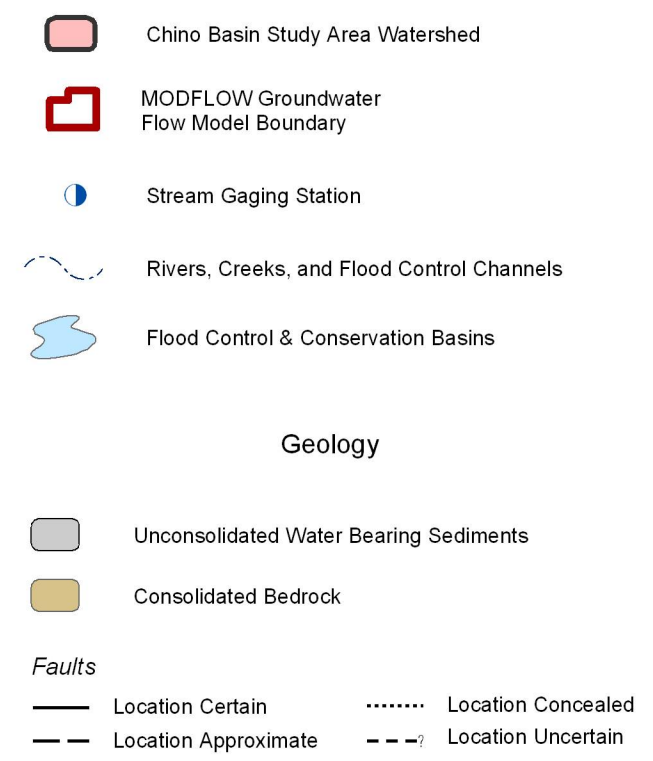 Chino Basin Study Area Watershed
MODFLOW Groundwater
Flow Model Boundary
Stream Gaging Station
Rivers, Creeks, and Flood Control Channels
Flood Control & Conservation Basins
Geology
Unconsolidated Water Bearing Sediments
Consolidated Bedrock
Faults
Location Certain
Location Concealed
Location Approximate
? Location Uncertain